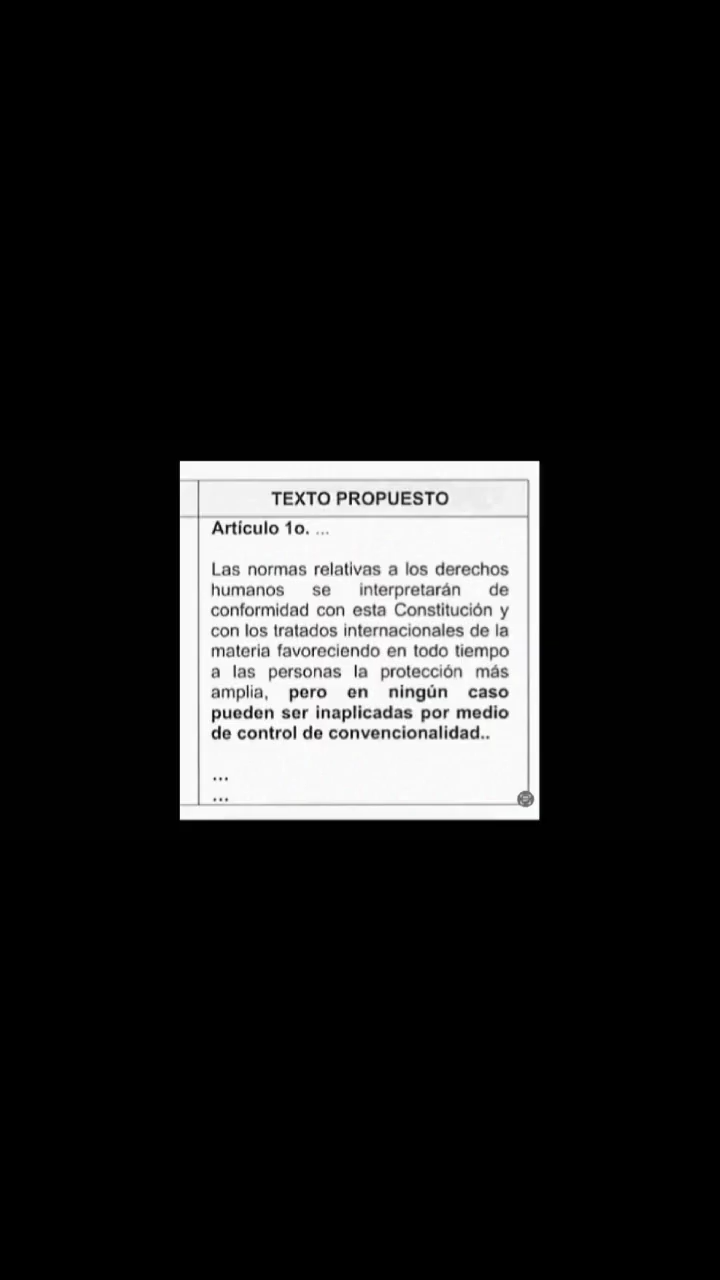 TEXTO PROPUESTO
Artículo 1o. ...
Las normas relativas a los derechos
humanos se interpretarán de
conformidad con esta Constitución y
con los tratados internacionales de la
materia favoreciendo en todo tiempo
a las personas la protección más
amplia, pero en ningún caso
pueden ser inaplicadas por medio
de control de convencionalidad..
...
...